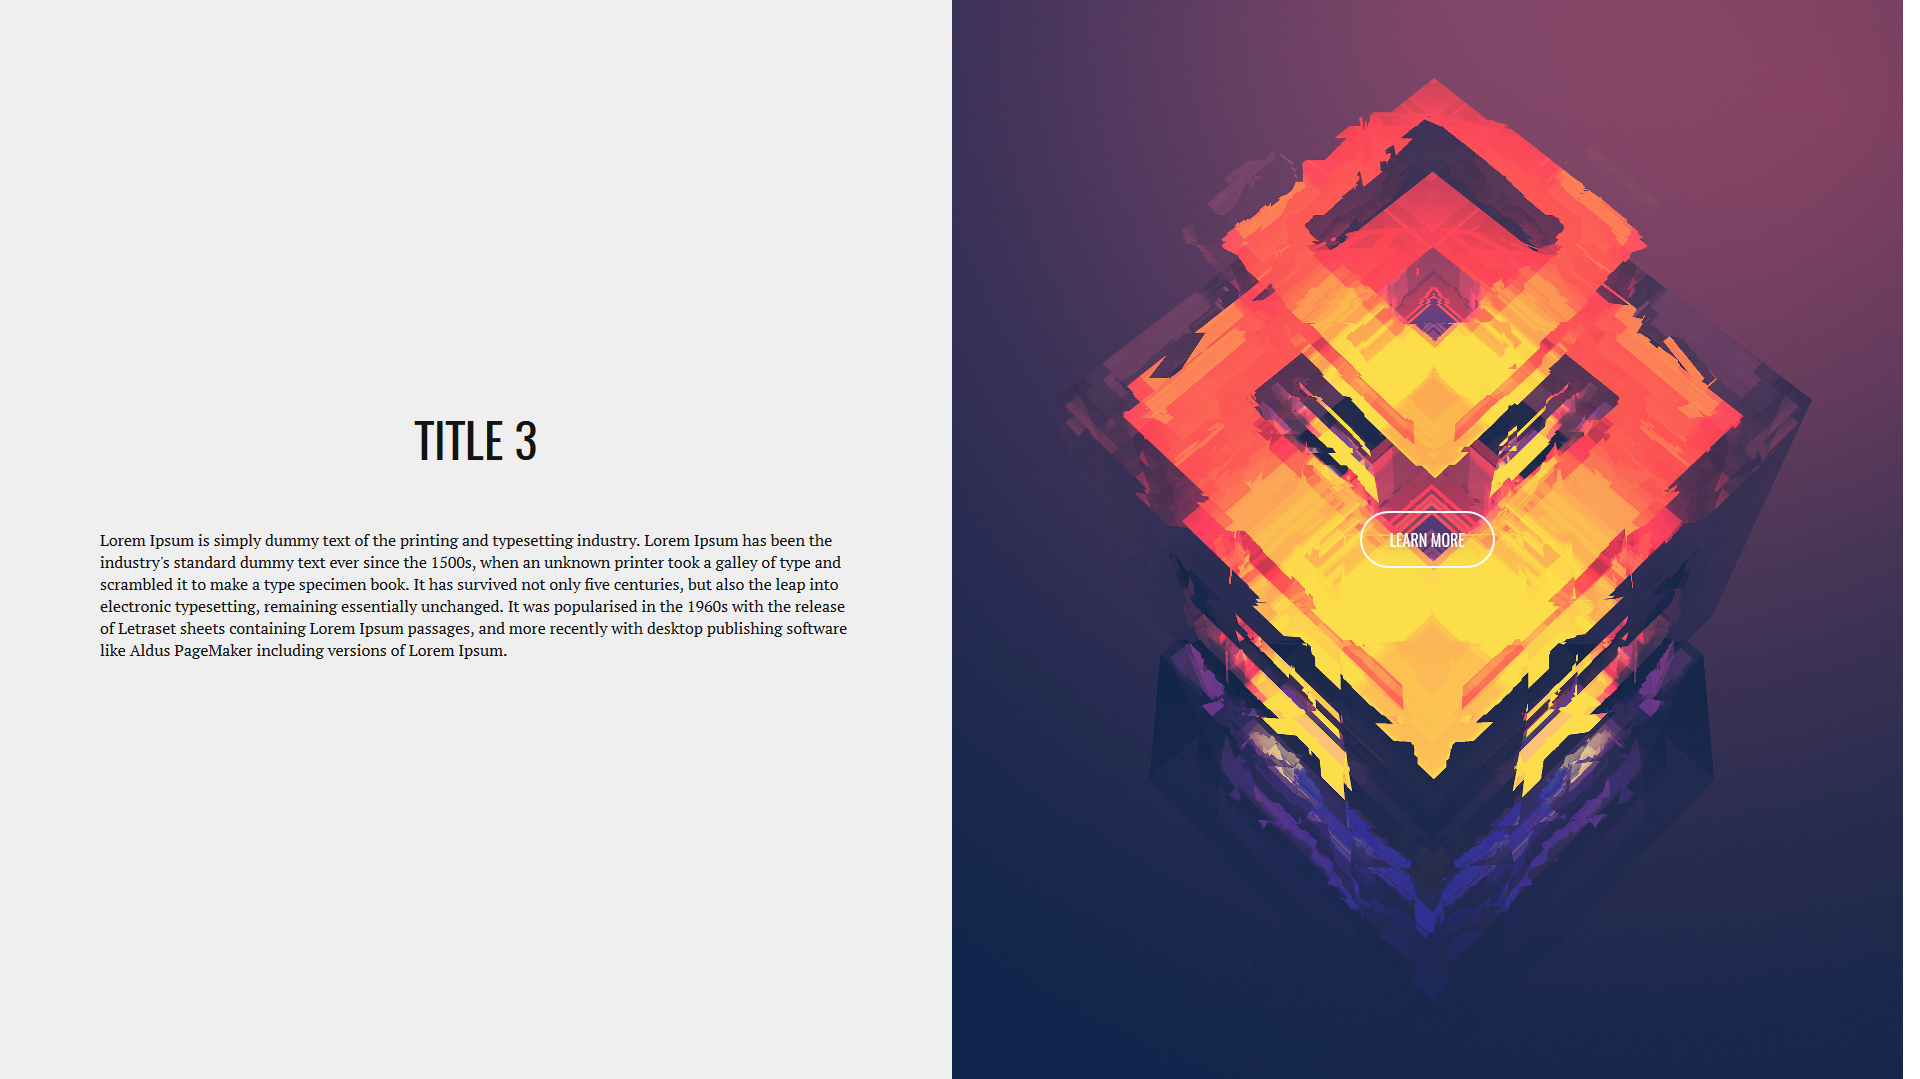 TITLE 3
Lorem Ipsum is simply dummy text of the printing and typesetting industry. Lorem Ipsum has been the
industry's standard dummy text ever since the 1500s, when an unknown printer took a galley of type and
scrambled it to make a type specimen book. It has survived not only five centuries, but also the leap into
electronic typesetting, remaining essentially unchanged. It was popularised in the 1960s with the release
of Letraset sheets containing Lorem Ipsum passages, and more recently with desktop publishing software
like Aldus PageMaker including versions of Lorem Ipsum.
LEARN MORE